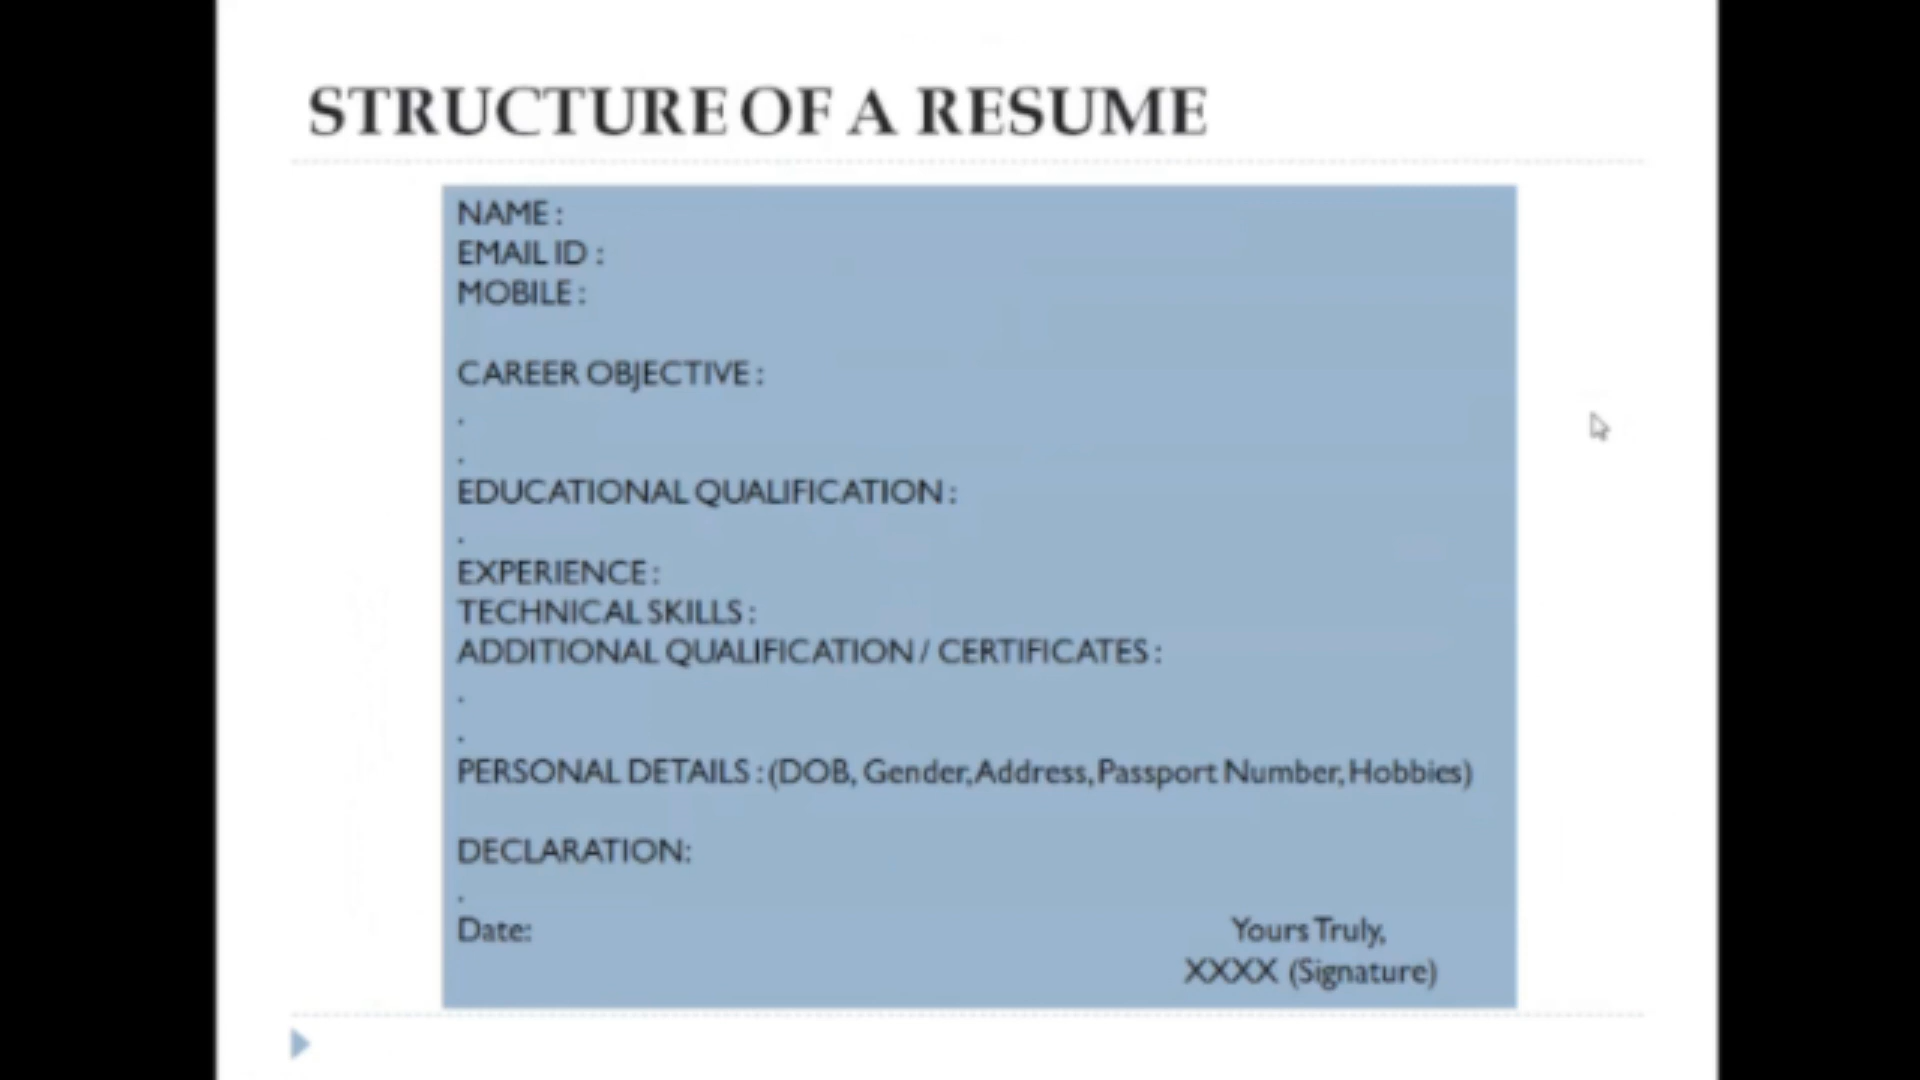 STRUCTURE OF A RESUME
NAME :
EMAIL ID :
MOBILE :
CAREER OBJECTIVE :
.
.
EDUCATIONAL QUALIFICATION :
.
EXPERIENCE :
TECHNICAL SKILLS :
ADDITIONAL QUALIFICATION / CERTIFICATES :
.
.
PERSONAL DETAILS : (DOB, Gender, Address, Passport Number, Hobbies)
DECLARATION:
.
Date: Yours Truly,
XXXX (Signature)